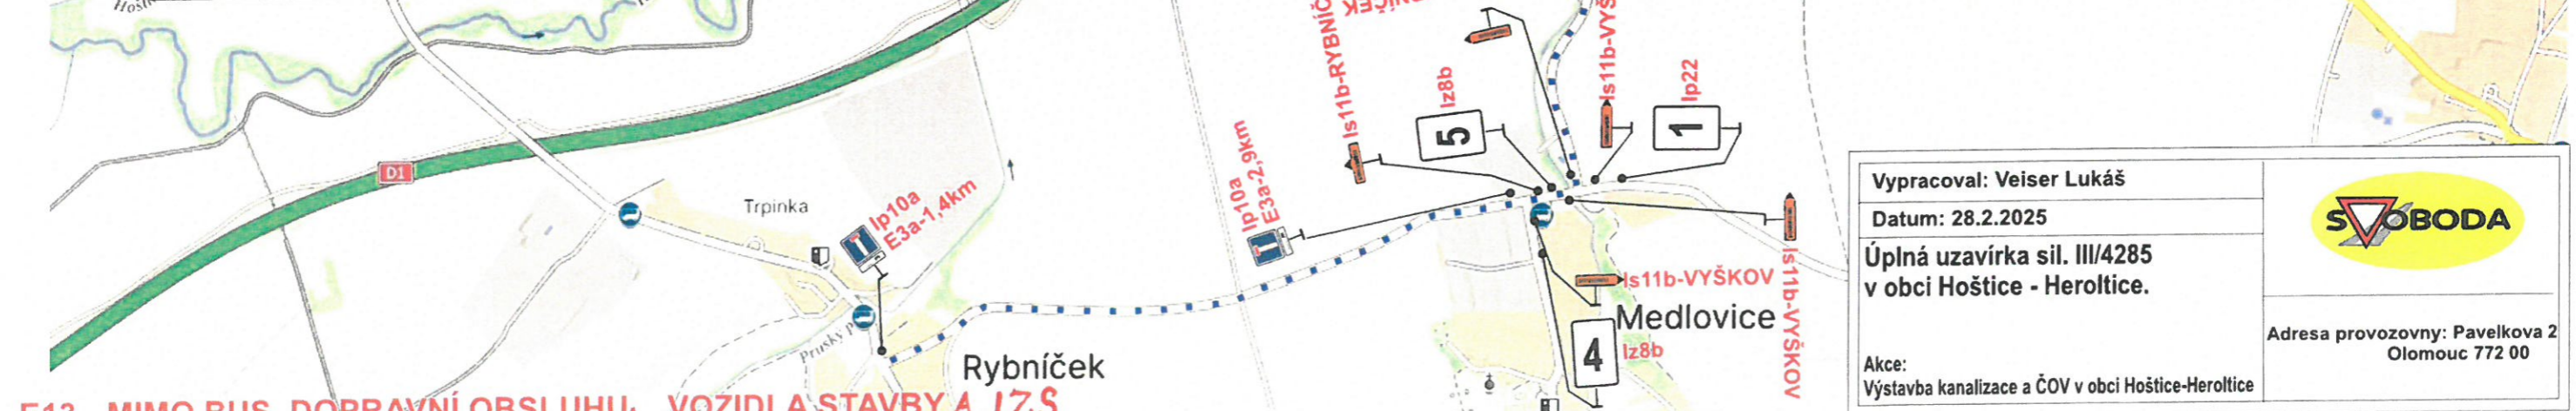 D1
Trpinka
Ip10a
E3a-1,4km
Rybníček
Is11b-RYBNÍČ
Ip10a
E3a-2,9km
Iz8b
5
Is11b-VYŠ
Ip22
1
Is11b-VYŠKOV
Medlovice
4
Iz8b
Is11b-VYŠKOV
Vypracoval: Veiser Lukáš
Datum: 28.2.2025
Úplná uzavírka sil. III/4285
v obci Hoštice - Heroltice.
Akce:
Výstavba kanalizace a ČOV v obci Hoštice-Heroltice
SVOBODA
Adresa provozovny: Pavelkova 2
Olomouc 772 00
E13 - MIMO BUS, DOPRAVNÍ OBSLUHU, VOZIDLA STAVBY A IZS